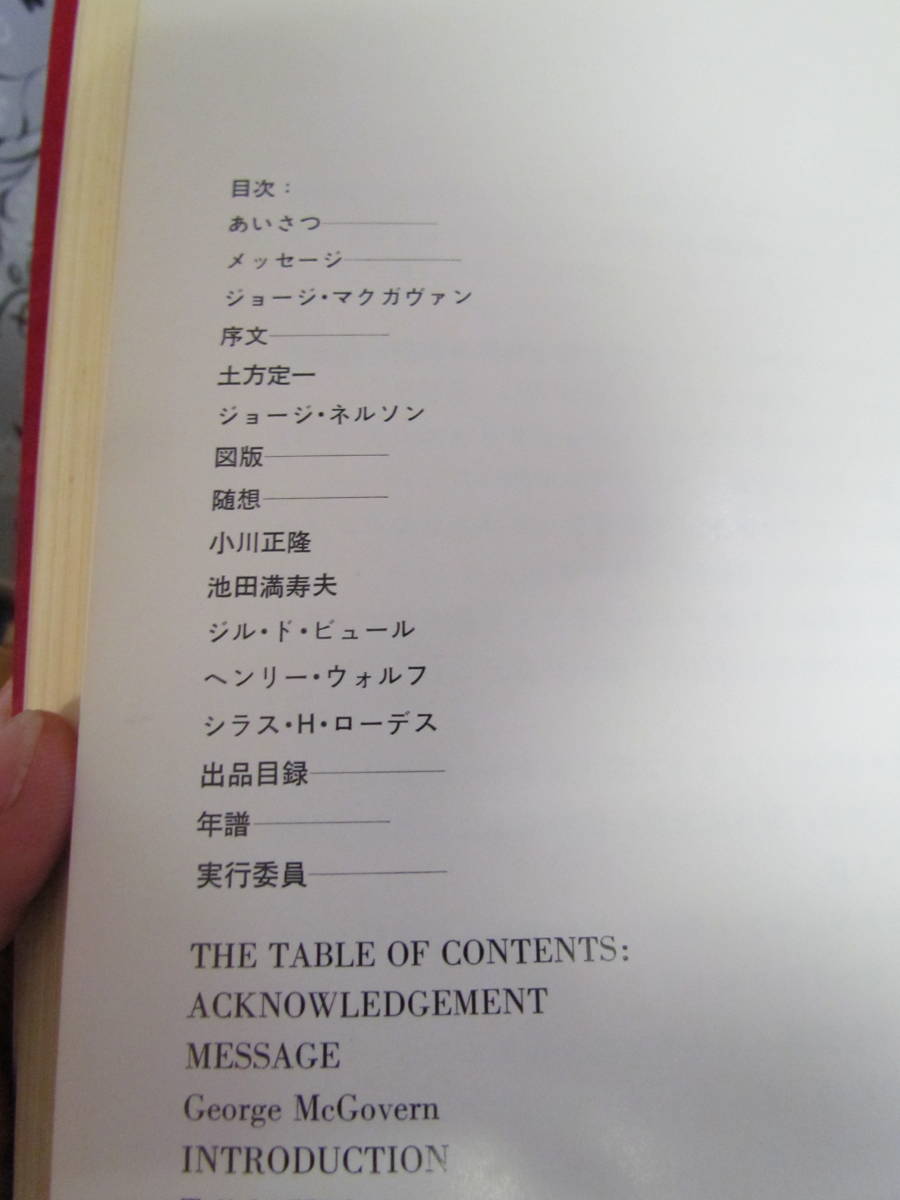 目次：
あいさつ
メッセージ
ジョージ・マクガヴァン
序文
土方定一
ジョージ・ネルソン
図版
随想
小川正隆
池田満寿夫
ジル・ド・ビュール
ヘンリー・ウォルフ
シラス・H・ローデス
出品目録
年譜
実行委員
THE TABLE OF CONTENTS:
ACKNOWLEDGEMENT
MESSAGE
George McGovern
INTRODUCTION